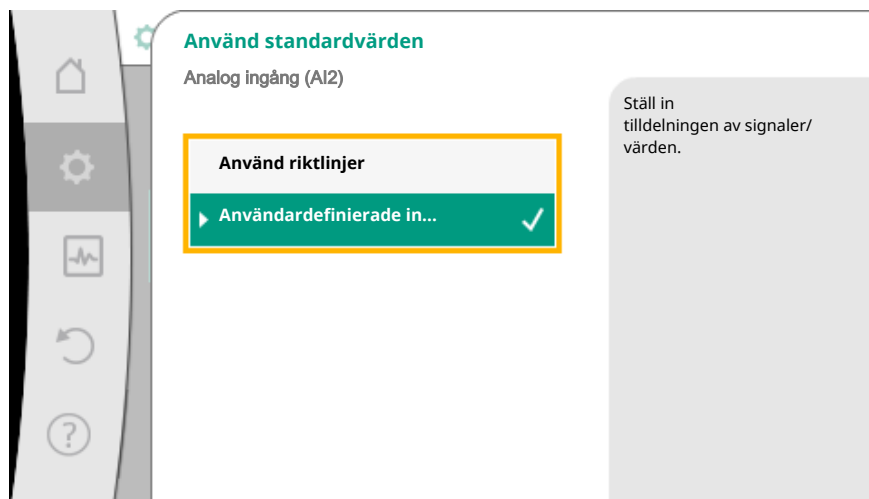 Använd standardvärden
Analog ingång (AI2)
Använd riktlinjer
Användardefinierade in...
Ställ in
tilldelningen av signaler/
värden.
?